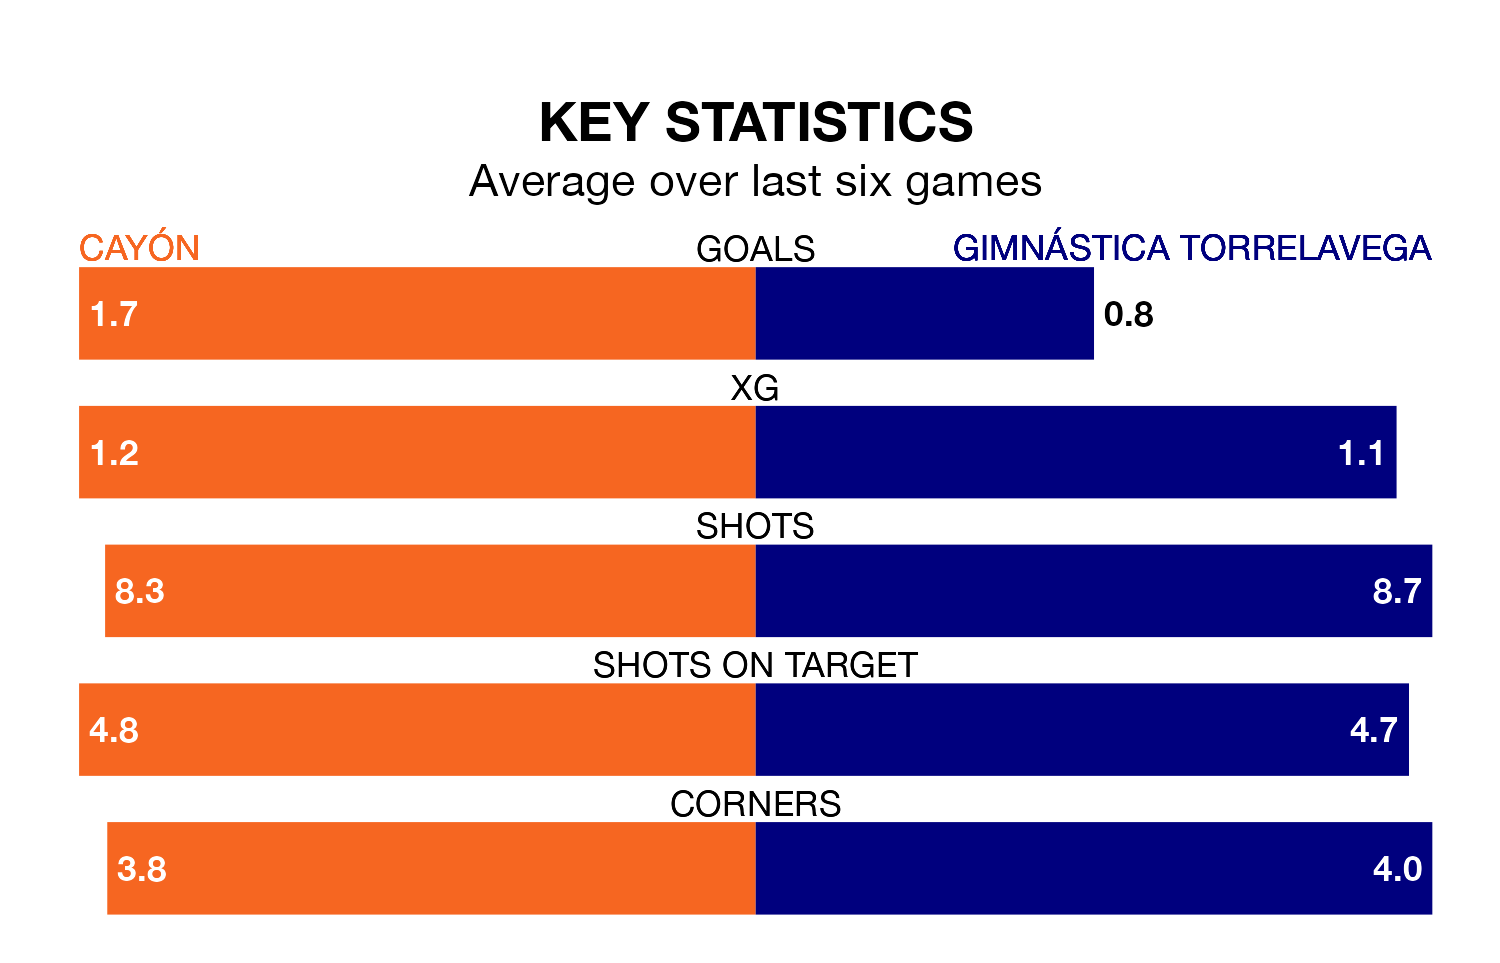 KEY STATISTICS
Average over last six games
CAYÓN GOALS GIMNÁSTICA TORRELAVEGA
1.7 0.8
XG
1.2 1.1
SHOTS
8.3 8.7
SHOTS ON TARGET
4.8 4.7
CORNERS
3.8 4.0